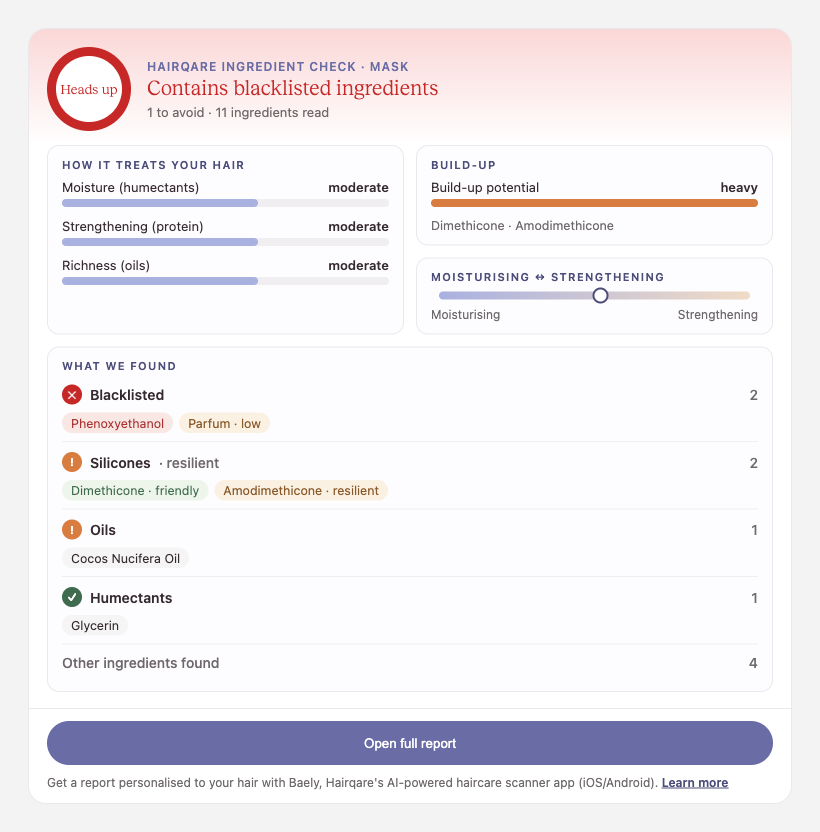 Heads up
HAIRQARE INGREDIENT CHECK · MASK
Contains blacklisted ingredients
1 to avoid · 11 ingredients read
HOW IT TREATS YOUR HAIR
Moisture (humectants) moderate
Strengthening (protein) moderate
Richness (oils) moderate
BUILD-UP
Build-up potential heavy
Dimethicone · Amodimethicone
MOISTURISING ↔ STRENGTHENING
Moisturising Strengthening
WHAT WE FOUND
Blacklisted 2
Phenoxyethanol Parfum · low
! Silicones · resilient 2
Dimethicone · friendly Amodimethicone · resilient
! Oils 1
Cocos Nucifera Oil
Humectants 1
Glycerin
Other ingredients found 4
Open full report
Get a report personalised to your hair with Baely, Hairqare's AI-powered haircare scanner app (iOS/Android). Learn more